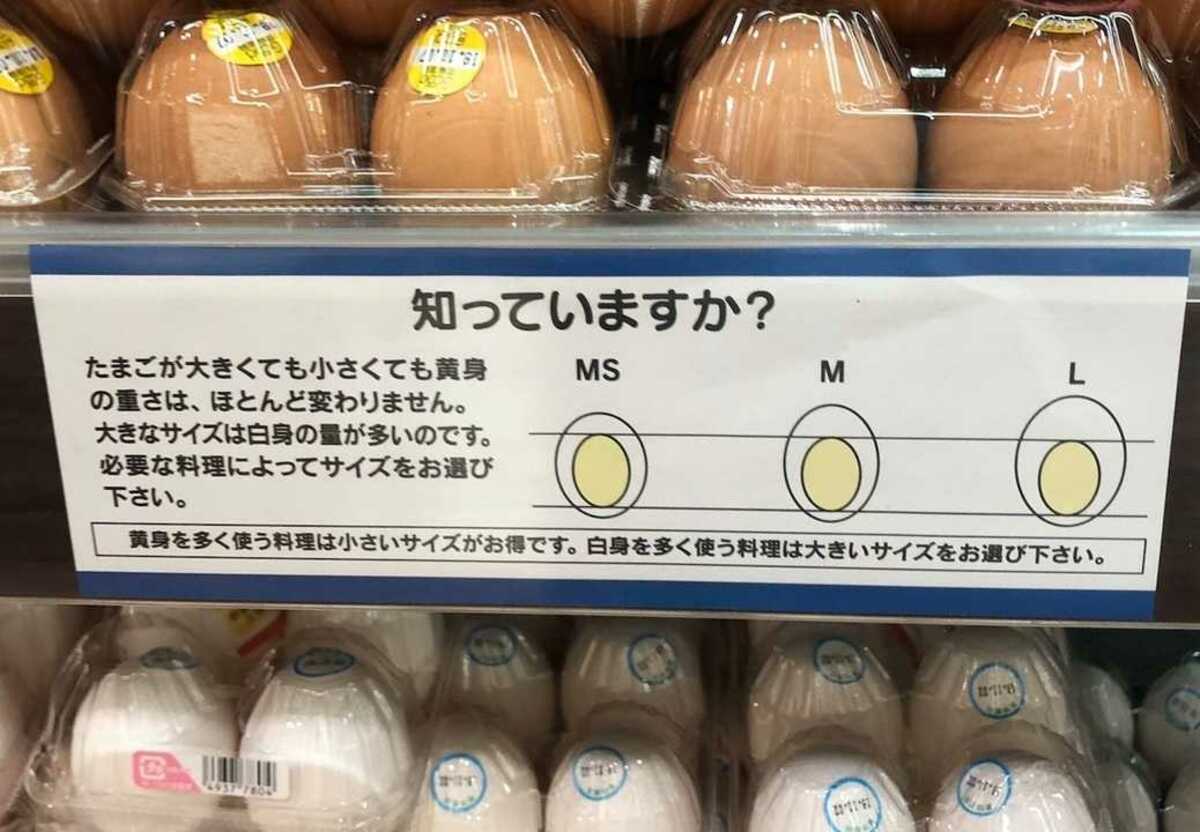 知っていますか？
たまごが大きくても小さくても黄身
の重さは、ほとんど変わりません。
大きなサイズは白身の量が多いのです。
必要な料理によってサイズをお選び
下さい。
MS M L
黄身を多く使う料理は小さいサイズがお得です。白身を多く使う料理は大きいサイズをお選び下さい。